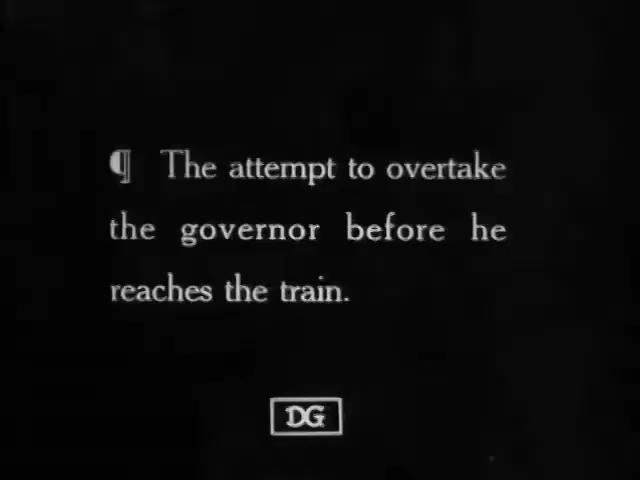 ¶ The attempt to overtake
the governor before he
reaches the train.
DG